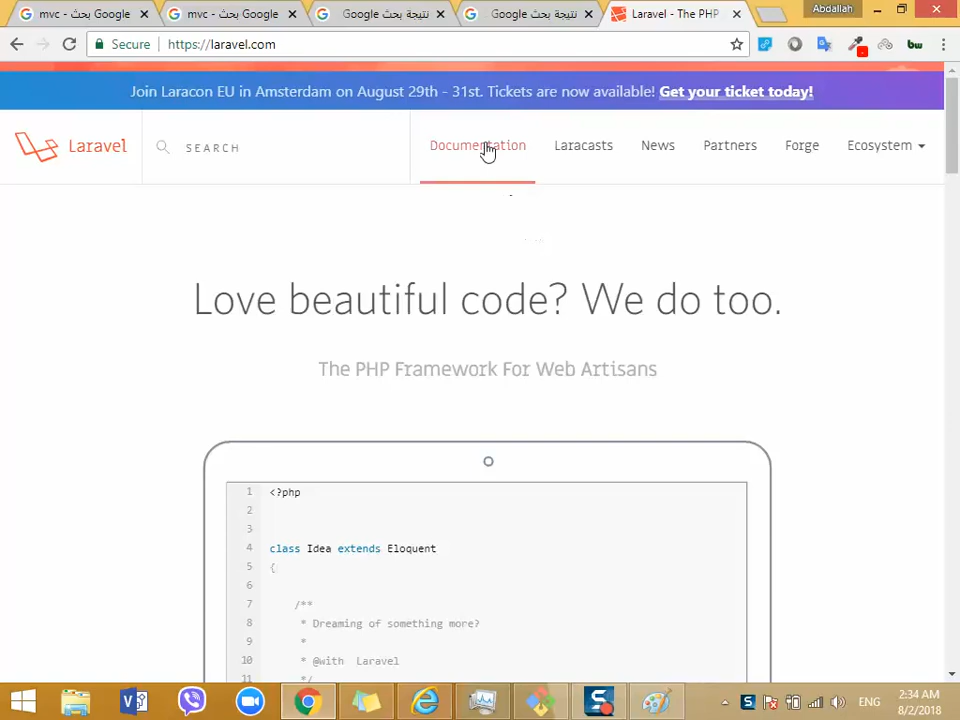 mvc - بحث Google
mvc - بحث Google
نتيجة بحث Google
نتيجة بحث Google
Laravel - The PHP
Abdallah
Secure
https://laravel.com
bw
Join Laracon EU in Amsterdam on August 29th - 31st. Tickets are now available! Get your ticket today!
Laravel
SEARCH
Documentation
Laracasts
News
Partners
Forge
Ecosystem
Love beautiful code? We do too.
The PHP Framework For Web Artisans
1 <?php
2
3
4 class Idea extends Eloquent
5 {
6
7 /**
8 * Dreaming of something more?
9 *
10 * @with Laravel
11 */
ENG
2:34 AM
8/2/2018